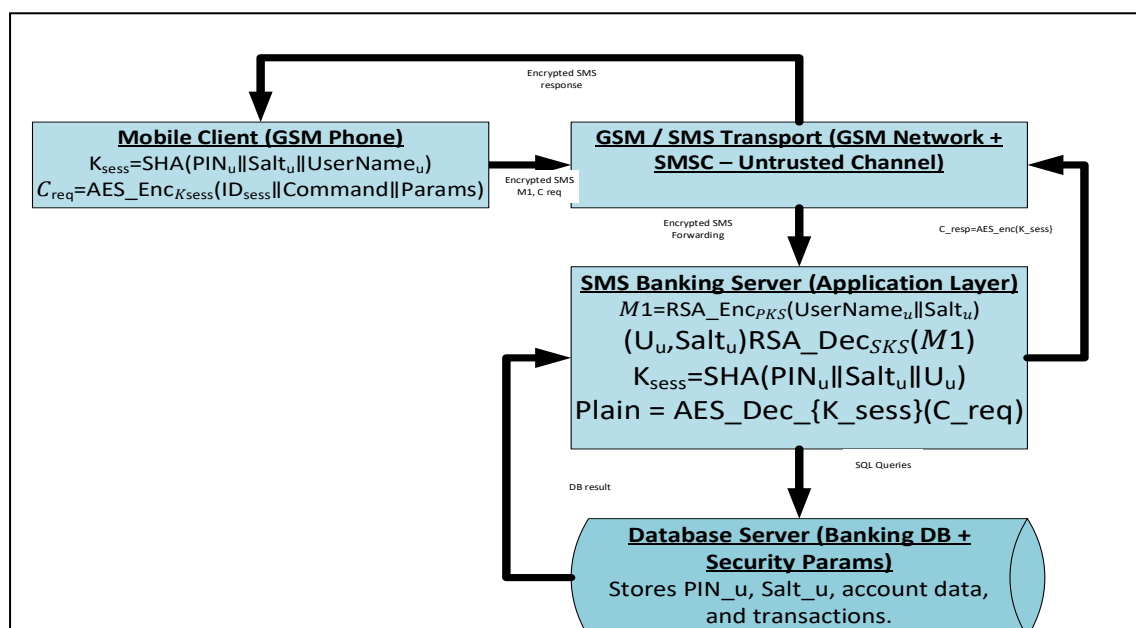 Encrypted SMS
response
Mobile Client (GSM Phone)
K_sess=SHA(PIN_u‖Salt_u‖UserName_u)
C_req=AES_Enc_Ksess(ID_sess‖Command‖Params)
Encrypted SMS
M1, C req
GSM / SMS Transport (GSM Network +
SMSC – Untrusted Channel)
Encrypted SMS
Forwarding
C_resp=AES_enc{K_sess}
SMS Banking Server (Application Layer)
M1=RSA_Enc_PKS(UserName_u‖Salt_u)
(U_u,Salt_u)RSA_Dec_SKS(M1)
K_sess=SHA(PIN_u‖Salt_u‖U_u)
Plain = AES_Dec_{K_sess}(C_req)
SQL Queries
DB result
Database Server (Banking DB +
Security Params)
Stores PIN_u, Salt_u, account data,
and transactions.